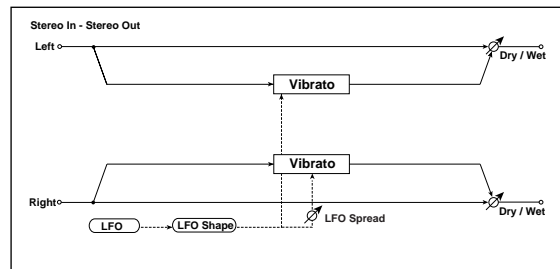 Stereo In - Stereo Out
Left
Dry / Wet
Vibrato
Vibrato
Right
Dry / Wet
LFO
LFO Shape
LFO Spread